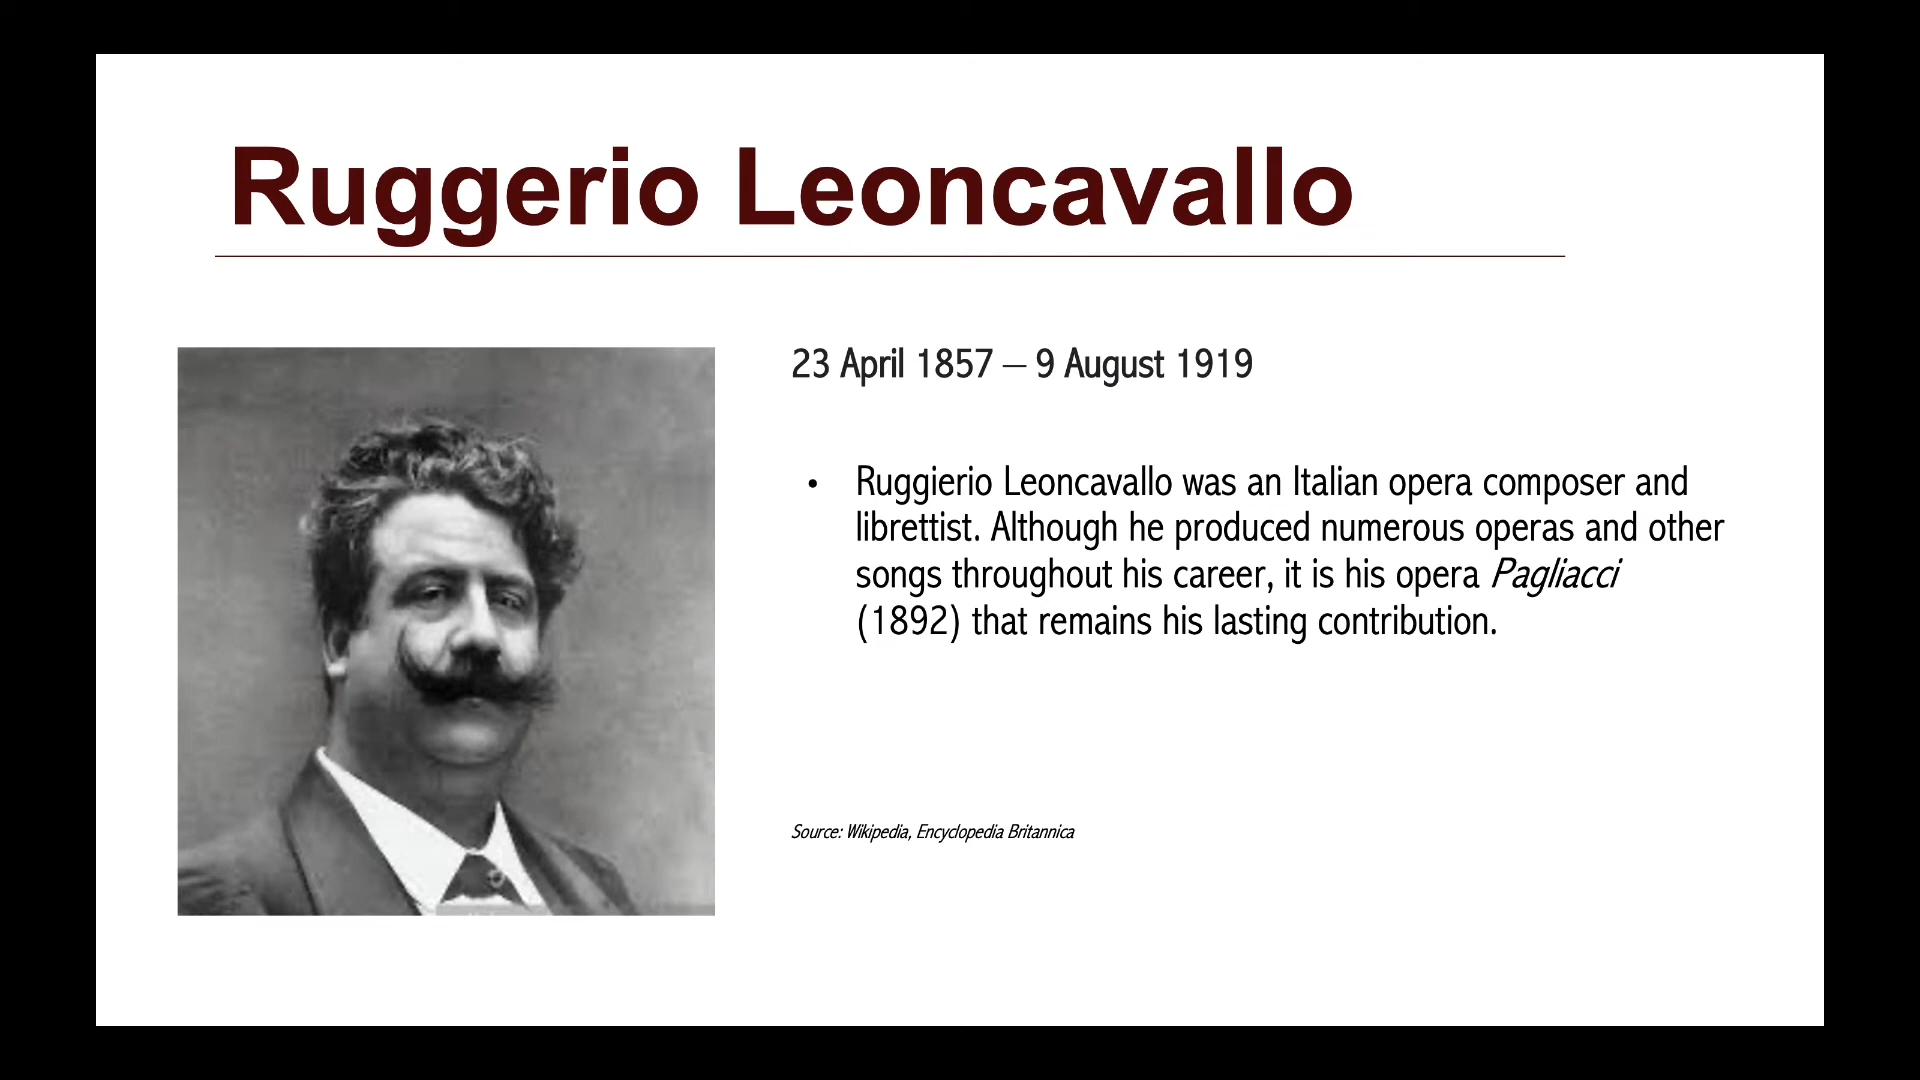 Ruggerio Leoncavallo
23 April 1857 – 9 August 1919
• Ruggierio Leoncavallo was an Italian opera composer and
librettist. Although he produced numerous operas and other
songs throughout his career, it is his opera Pagliacci
(1892) that remains his lasting contribution.
Source: Wikipedia, Encyclopedia Britannica